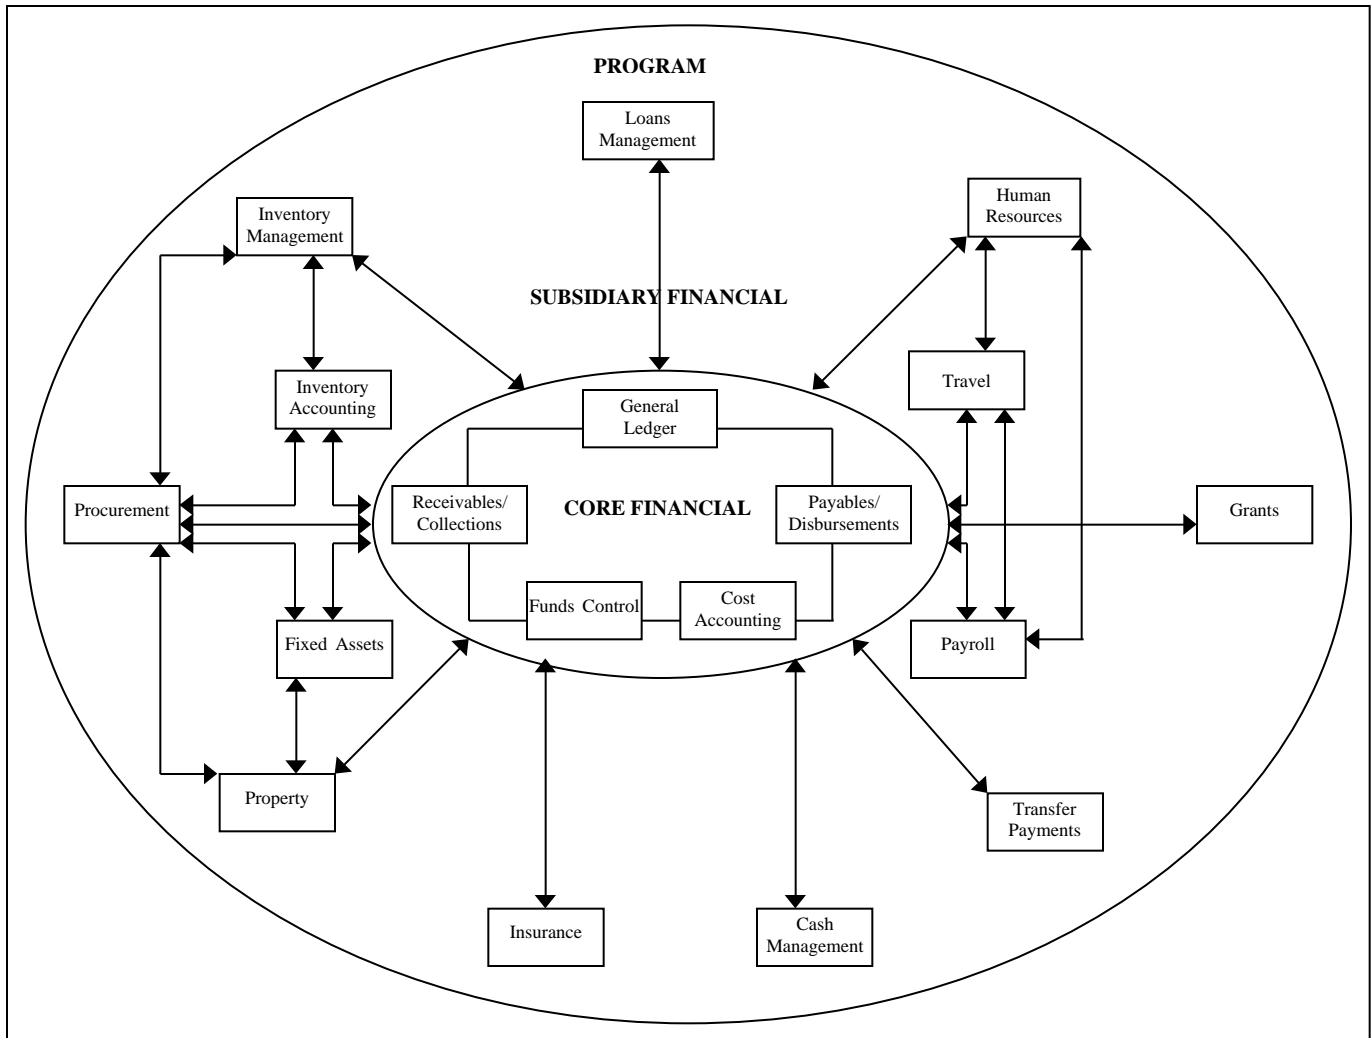 PROGRAM
Loans
Management
Human
Resources
Inventory
Management
SUBSIDIARY FINANCIAL
Travel
Inventory
Accounting
General
Ledger
Procurement
Receivables/
Collections
CORE FINANCIAL
Payables/
Disbursements
Grants
Funds Control
Cost
Accounting
Fixed Assets
Payroll
Property
Transfer
Payments
Insurance
Cash
Management